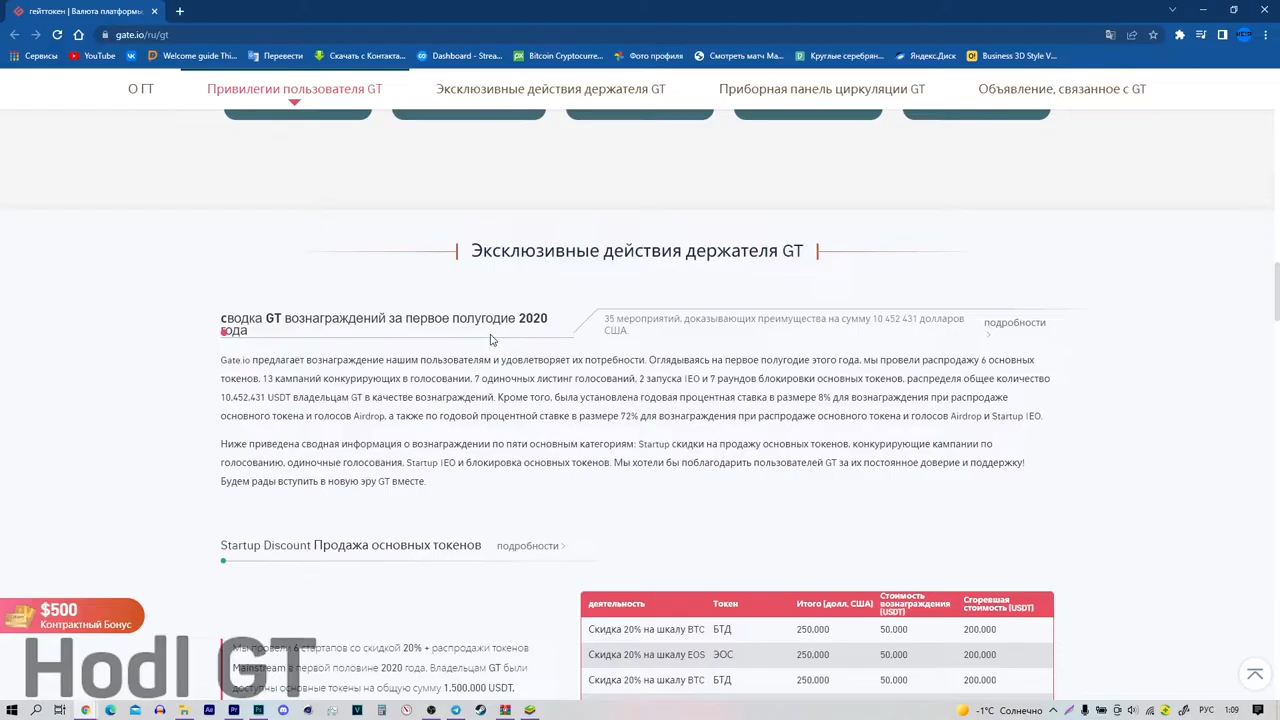 гейттокен, | Валюта платформы,
gate.io/ru/gt
Сервисы YouTube Welcome guide Thi... Перевести Скачать с Контакта... Dashboard - Strea... Bitcoin Cryptocurre... Фото профиля Смотреть матч Ма... Круглые серебрян... Яндекс.Диск Business 3D Style V...
О ГТ Привилегии пользователя GT Эксклюзивные действия держателя GT Приборная панель циркуляции GT Объявление, связанное с GT
Эксклюзивные действия держателя GT
сводка GT вознаграждений за первое полугодие 2020
года
35 мероприятий, доказывающих преимущества на сумму 10 452 431 долларов
США.
подробности
Gate.io предлагает вознаграждение нашим пользователям и удовлетворяет их потребности. Оглядываясь на первое полугодие этого года, мы провели распродажу 6 основных
токенов, 13 кампаний конкурирующих в голосовании, 7 одиночных листинг голосований, 2 запуска IEO и 7 раундов блокировки основных токенов, распределя общее количество
10,452,431 USDT владельцам GT в качестве вознаграждений. Кроме того, была установлена годовая процентная ставка в размере 8% для вознаграждения при распродаже
основного токена и голосов Airdrop, а также по годовой процентной ставке в размере 72% для вознаграждения при распродаже основного токена и голосов Airdrop и Startup IEO.
Ниже приведена сводная информация о вознаграждении по пяти основным категориям: Startup скидки на продажу основных токенов, конкурирующие кампании по
голосованию, одиночные голосования, Startup IEO и блокировка основных токенов. Мы хотели бы поблагодарить пользователей GT за их постоянное доверие и поддержку!
Будем рады вступить в новую эру GT вместе.
Startup Discount Продажа основных токенов подробности
деятельность Токен Итого (долл. США) Стоимость вознаграждения (USDT) Сгоревшая стоимость (USDT)
Скидка 20% на шкалу BTC БТД 250,000 50,000 200,000
Скидка 20% на шкалу EOS ЭОС 250,000 50,000 200,000
Скидка 20% на шкалу BTC БТД 250,000 50,000 200,000
$500
Контрактный Бонус
Мы провели 6 стартапов со скидкой 20% + распродажи токенов
Mainstream в первой половине 2020 года. Владельцам GT были
доступны основные токены на общую сумму 1,500,000 USDT,
Hodl GT
-1°C Солнечно РУС 1:09